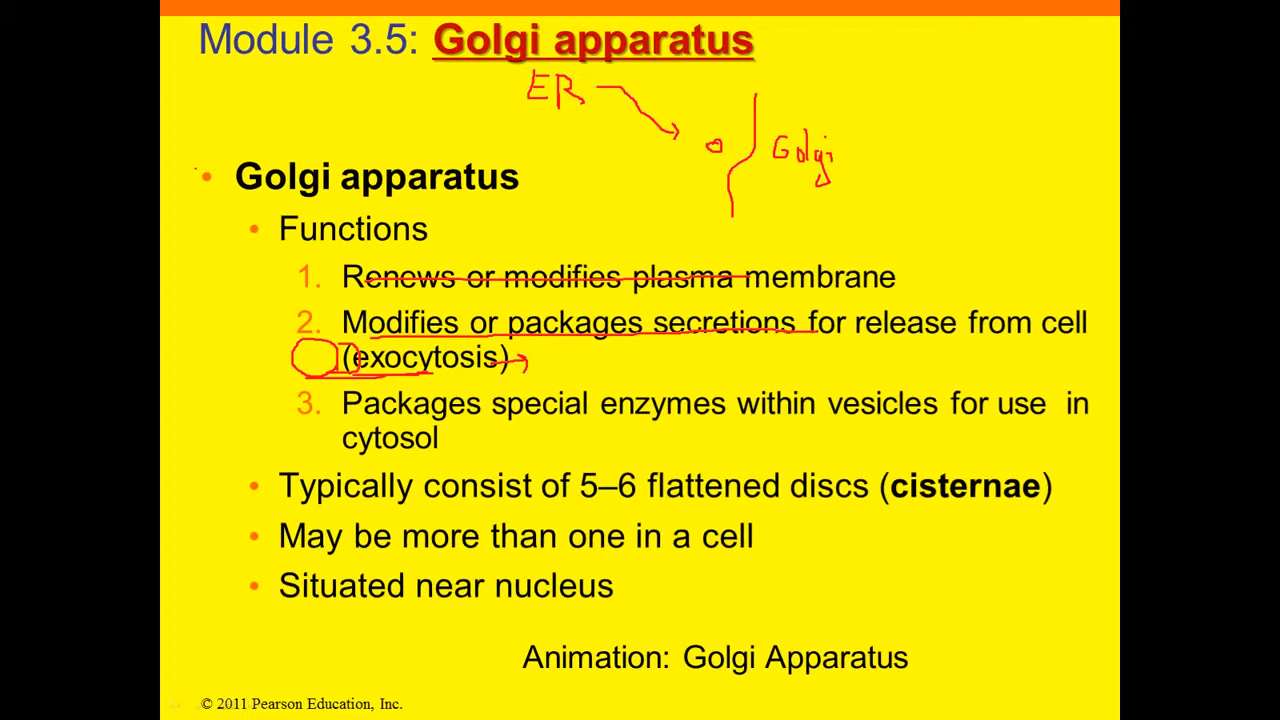 Module 3.5: Golgi apparatus
ER
Golgi
• Golgi apparatus
• Functions
1. Renews or modifies plasma membrane
2. Modifies or packages secretions for release from cell
(exocytosis)
3. Packages special enzymes within vesicles for use in
cytosol
• Typically consist of 5–6 flattened discs (cisternae)
• May be more than one in a cell
• Situated near nucleus
Animation: Golgi Apparatus
© 2011 Pearson Education, Inc.